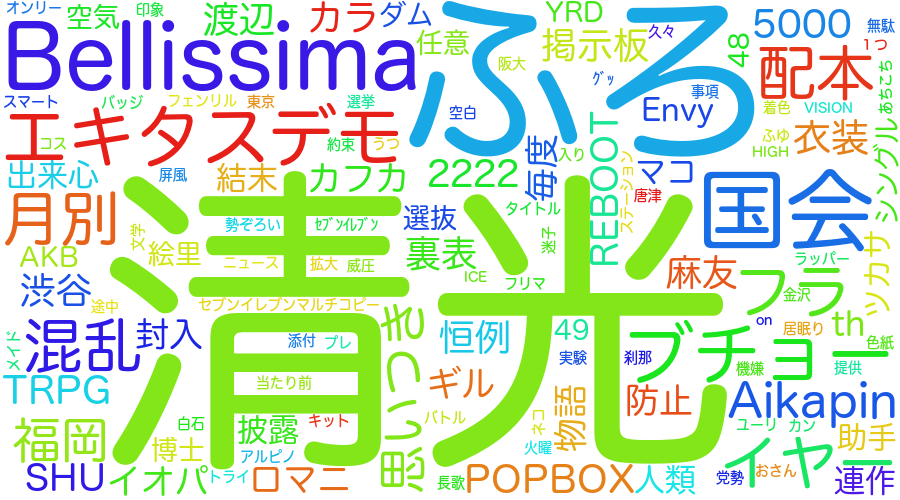 オンリー
空気
印象
渡辺
カラ
ダム
YRD
久々
5000
無駄
Bellissima
ふろ
任意
掲示板
阪大
48
配本
1つ
あちこち
スマート
バッジ
フェンリル
東京
選挙
空白
グッ
事項
Envy
着色
VISION
エキタスデモ
コス
約束
うつ
毎度
入り
REBOOT
ふゆ
HIGH
衣装
シングル
出来心
屏風
結末
カフカ
2222
マコ
ステーション
唐津
国会
月別
勢ぞろい
セブンイレブン
選抜
タイトル
迷子
AKB
文学
絵里
清光
裏表
ラッパー
ツカサ
渋谷
ニュース
拡大
威圧
ICE
フリマ
麻友
フラ
金沢
途中
セブンイレブンマルチコピー
きつい思い
混乱
封入
添付
プレ
恒例
49
on
居眠り
th
メイド
実験
刹那
ブチョー
色紙
TRPG
当たり前
ギル
機嫌
提供
防止
Aikapin
福岡
白石
披露
キット
バトル
ネコ
物語
火曜
ユーリ
カン
助手
博士
アルピノ
SHU
イオパ
トライ
ロマニ
長歌
POPBOX
人類
党勢
おさん
イヤー
連作